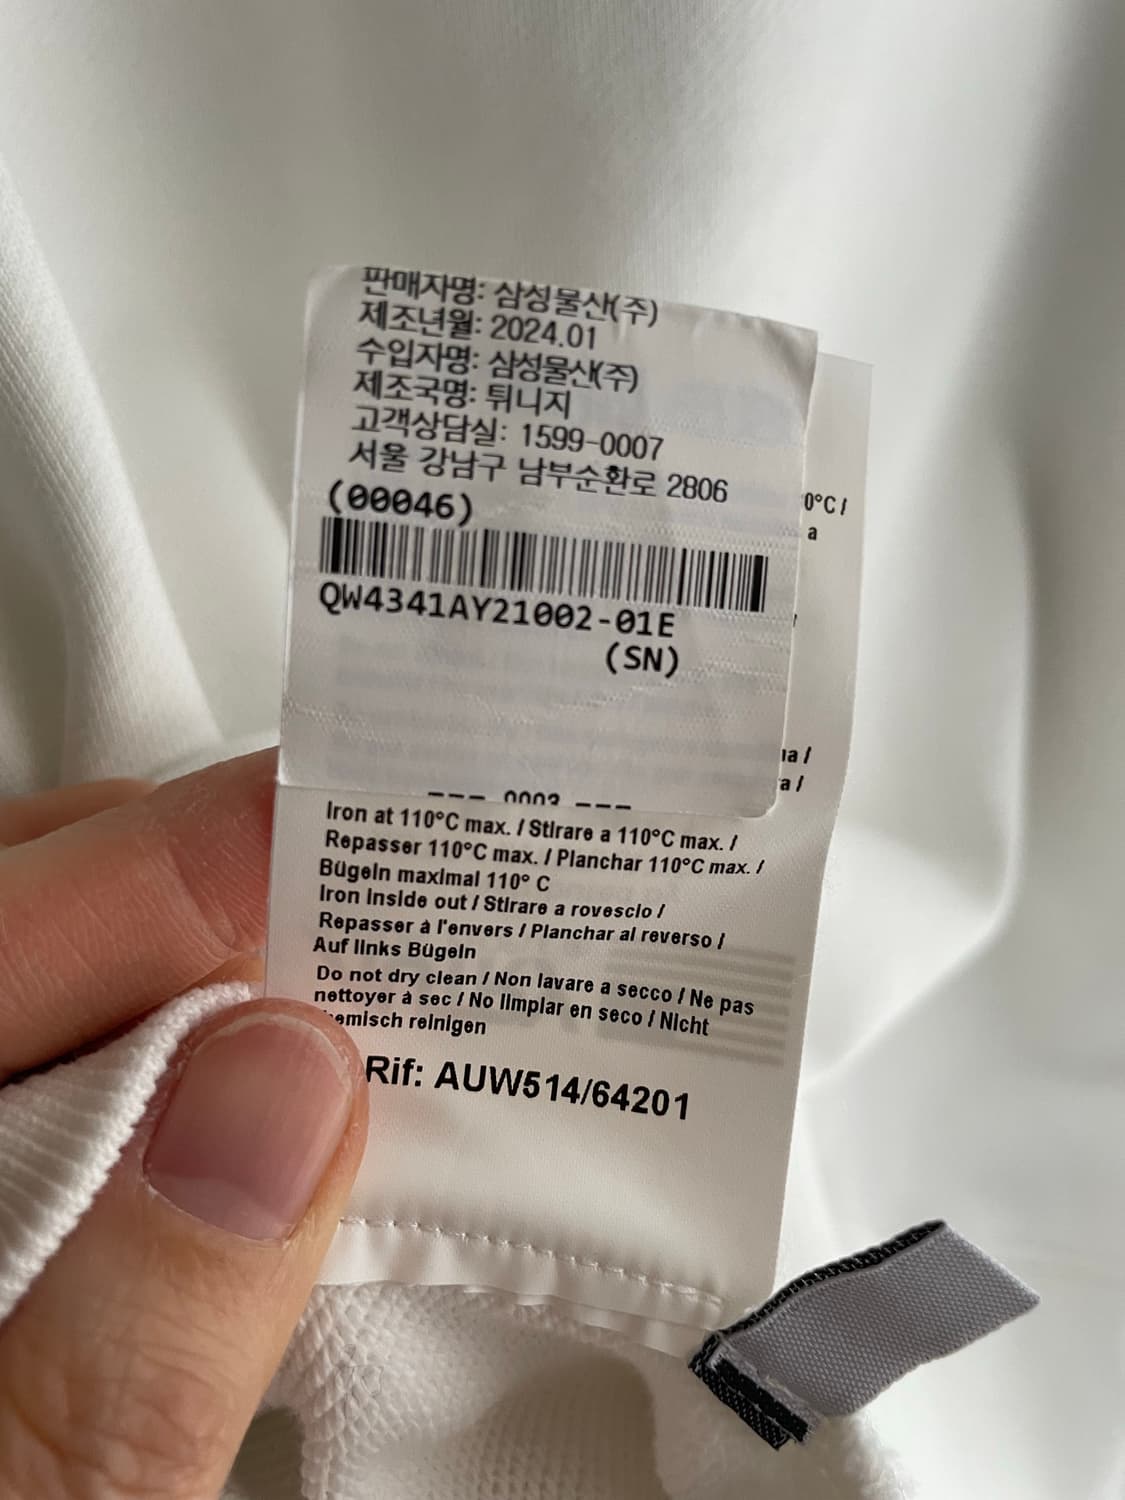 판매자명: 삼성물산(주)
제조년월: 2024.01
수입자명: 삼성물산(주)
제조국명: 튀니지
고객상담실: 1599-0007
서울 강남구 남부순환로 2806
(00046)
QW4341AY21002-01E
(SN)
--- 0003 ---
0°C /
a
/
na /
a /
Iron at 110°C max. / Stirare a 110°C max. /
Repasser 110°C max. / Planchar 110°C max. /
Bügeln maximal 110° C
Iron inside out / Stirare a rovescio /
Repasser à l'envers / Planchar al reverso /
Auf links Bügeln
Do not dry clean / Non lavare a secco / Ne pas
nettoyer à sec / No limpiar en seco / Nicht
hemisch reinigen
Rif: AUW514/64201